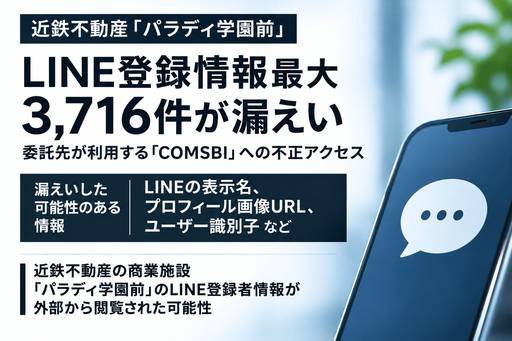 近鉄不動産「パラディ学園前」
LINE登録情報最大
3,716件が漏えい
委託先が利用する「COMSBI」への不正アクセス
漏えいした
可能性のある
情報
LINEの表示名、
プロフィール画像URL、
ユーザー識別子 など
近鉄不動産の商業施設
「パラディ学園前」のLINE登録者情報が
外部から閲覧された可能性